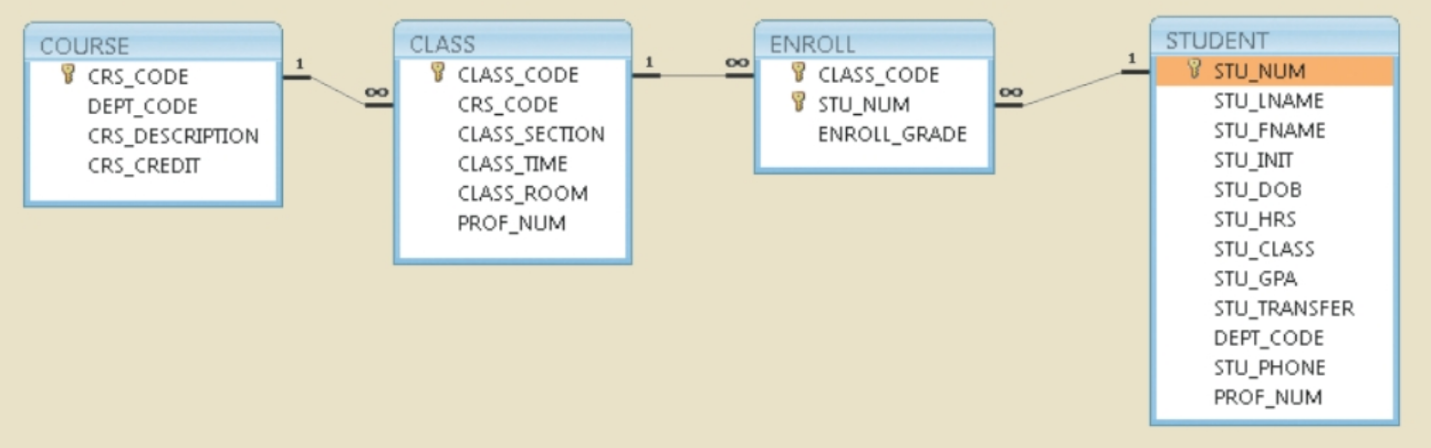 COURSE
CRS_CODE
DEPT_CODE
CRS_DESCRIPTION
CRS_CREDIT
1
∞
CLASS
CLASS_CODE
CRS_CODE
CLASS_SECTION
CLASS_TIME
CLASS_ROOM
PROF_NUM
1
∞
ENROLL
CLASS_CODE
STU_NUM
ENROLL_GRADE
∞
1
STUDENT
STU_NUM
STU_LNAME
STU_FNAME
STU_INIT
STU_DOB
STU_HRS
STU_CLASS
STU_GPA
STU_TRANSFER
DEPT_CODE
STU_PHONE
PROF_NUM